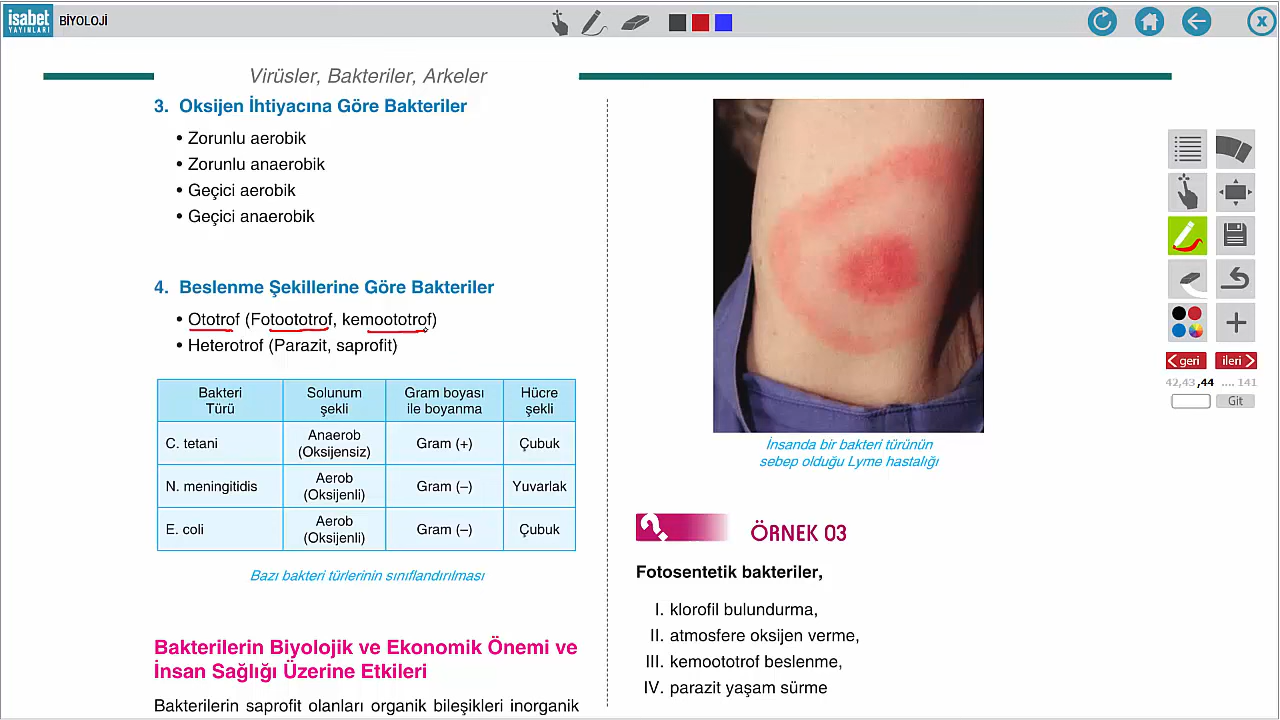 isabet
YAYINLARI
BİYOLOJİ
Virüsler, Bakteriler, Arkeler
3. Oksijen İhtiyacına Göre Bakteriler
• Zorunlu aerobik
• Zorunlu anaerobik
• Geçici aerobik
• Geçici anaerobik
4. Beslenme Şekillerine Göre Bakteriler
• Ototrof (Fotoototrof, kemoototrof)
• Heterotrof (Parazit, saprofit)
Bakteri Türü
Solunum şekli
Gram boyası ile boyanma
Hücre şekli
C. tetani
Anaerob (Oksijensiz)
Gram (+)
Çubuk
N. meningitidis
Aerob (Oksijenli)
Gram (–)
Yuvarlak
E. coli
Aerob (Oksijenli)
Gram (–)
Çubuk
Bazı bakteri türlerinin sınıflandırılması
Bakterilerin Biyolojik ve Ekonomik Önemi ve
İnsan Sağlığı Üzerine Etkileri
Bakterilerin saprofit olanları organik bileşikleri inorganik
İnsanda bir bakteri türünün
sebep olduğu Lyme hastalığı
ÖRNEK 03
Fotosentetik bakteriler,
I. klorofil bulundurma,
II. atmosfere oksijen verme,
III. kemoototrof beslenme,
IV. parazit yaşam sürme
geri
ileri
42,43 ,44 .... 141
Git